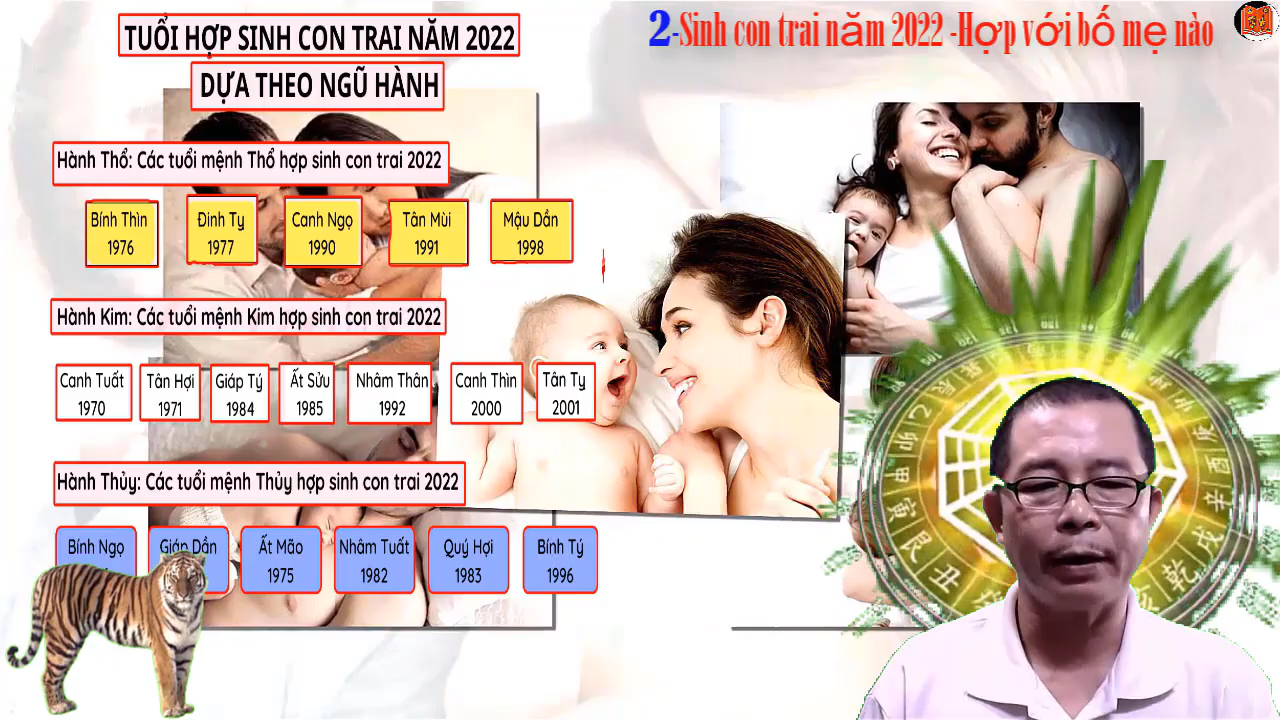 TUỔI HỢP SINH CON TRAI NĂM 2022
DỰA THEO NGŨ HÀNH
2-Sinh con trai năm 2022 -Hợp với bố mẹ nào
Hành Thổ: Các tuổi mệnh Thổ hợp sinh con trai 2022
Bính Thìn
1976
Đinh Tỵ
1977
Canh Ngọ
1990
Tân Mùi
1991
Mậu Dần
1998
Hành Kim: Các tuổi mệnh Kim hợp sinh con trai 2022
Canh Tuất
1970
Tân Hợi
1971
Giáp Tý
1984
Ất Sửu
1985
Nhâm Thân
1992
Canh Thìn
2000
Tân Tỵ
2001
Hành Thủy: Các tuổi mệnh Thủy hợp sinh con trai 2022
Bính Ngọ
Giáp Dần
Ất Mão
1975
Nhâm Tuất
1982
Quý Hợi
1983
Bính Tý
1996